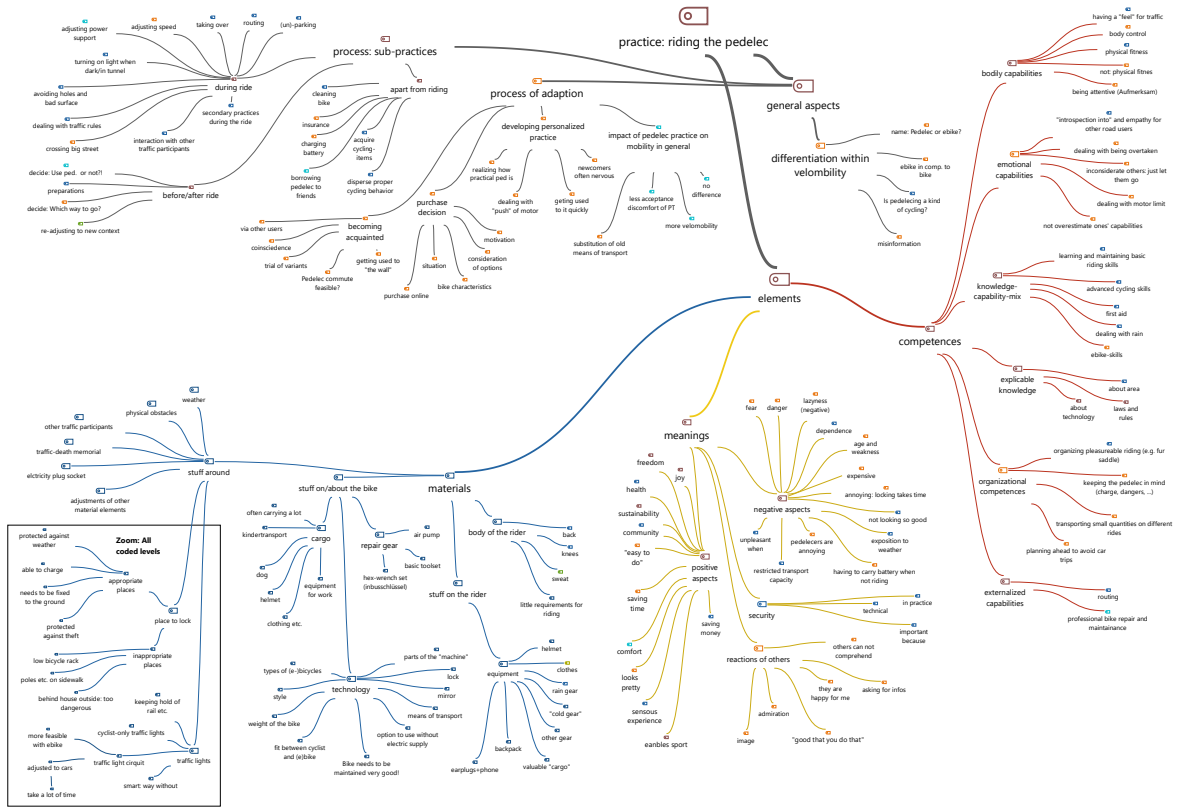 practice: riding the pedelec
process: sub-practices
during ride
adjusting power
support
adjusting speed
taking over
routing
(un)-parking
turning on light when
dark/in tunnel
avoiding holes and
bad surface
dealing with traffic rules
crossing big street
interaction with other
traffic participants
secondary practices
during the ride
before/after ride
decide: Use ped. or not?!
preparations
decide: Which way to go?
re-adjusting to new context
apart from riding
cleaning
bike
insurance
charging
battery
borrowing
pedelec to
friends
acquire
cycling-
items
disperse proper
cycling behavior
process of adaption
developing personalized
practice
realizing how
practical ped is
dealing with
"push" of motor
geting used
to it quickly
newcomers
often nervous
impact of pedelec practice on
mobility in general
substitution of old
means of transport
less acceptance
discomfort of PT
more velomobility
no
difference
purchase
decision
purchase online
situation
bike characteristics
consideration
of options
motivation
becoming
acquainted
via other users
coinsciedence
trial of variants
Pedelec commute
feasible?
getting used to
"the wall"
general aspects
differentiation within
velombility
name: Pedelec or ebike?
ebike in comp. to
bike
Is pedelecing a kind
of cycling?
misinformation
elements
competences
bodily capabilities
having a "feel" for traffic
body control
physical fitness
not: physical fitnes
being attentive (Aufmerksam)
emotional
capabilities
"introspection into" and empathy for
other road users
dealing with being overtaken
inconsiderate others: just let
them go
dealing with motor limit
not overestimate ones' capabilities
knowledge-
capability-mix
learning and maintaining basic
riding skills
advanced cycling skills
first aid
dealing with rain
ebike-skills
explicable
knowledge
about area
about
technology
laws and
rules
organizational
competences
organizing pleasureable riding (e.g. fur
saddle)
keeping the pedelec in mind
(charge, dangers, ...)
transporting small quantities on different
rides
planning ahead to avoid car
trips
externalized
capabilities
routing
professional bike repair and
maintainance
meanings
positive
aspects
freedom
joy
health
sustainability
community
"easy to
do"
saving
time
comfort
looks
pretty
sensous
experience
eanbles sport
saving
money
negative aspects
fear
danger
lazyness
(negative)
dependence
age and
weakness
expensive
annoying: locking takes time
not looking so good
exposition to
weather
having to carry battery when
not riding
pedelecers are
annoying
restricted transport
capacity
unpleasant
when
security
in practice
technical
important
because
reactions of others
others can not
comprehend
asking for infos
they are
happy for me
"good that you do that"
admiration
image
materials
stuff around
weather
physical obstacles
other traffic participants
traffic-death memorial
elctricity plug socket
adjustments of other
material elements
stuff on/about the bike
cargo
often carrying a lot
kindertransport
dog
helmet
clothing etc.
equipment
for work
repair gear
air pump
basic toolset
hex-wrench set
(inbusschlüssel)
technology
types of (e-)bicycles
style
weight of the bike
fit between cyclist
and (e)bike
Bike needs to be
maintained very good!
option to use without
electric supply
means of transport
mirror
lock
parts of the "machine"
body of the rider
back
knees
sweat
little requirements for
riding
stuff on the rider
equipment
helmet
clothes
rain gear
"cold gear"
other gear
valuable "cargo"
backpack
earplugs+phone
Zoom: All
coded levels
place to lock
appropriate
places
protected against
weather
able to charge
needs to be fixed
to the ground
protected
against theft
inappropriate
places
low bicycle rack
poles etc. on sidewalk
behind house outside: too
dangerous
traffic lights
keeping hold of
rail etc.
cyclist-only traffic lights
traffic light cirquit
more feasible
with ebike
adjusted to cars
take a lot of time
smart: way without